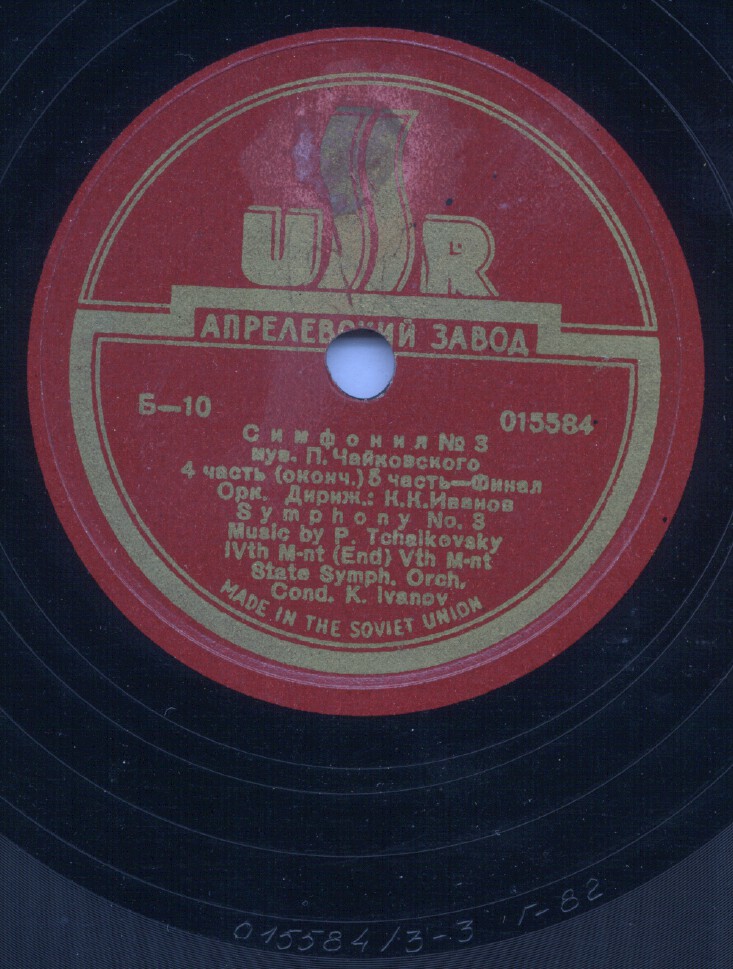 USSR
АПРЕЛЕВСКИЙ ЗАВОД
Б—10
015584
Симфония № 3
муз. П. Чайковского
4 часть (оконч.) 5 часть—Финал
Орк. Дириж.: К.К.Иванов
Symphony No. 3
Music by P. Tchaikovsky
IVth M-nt (End) Vth M-nt
State Symph. Orch.
Cond. K. Ivanov
MADE IN THE SOVIET UNION
015584/3-3 Г-82